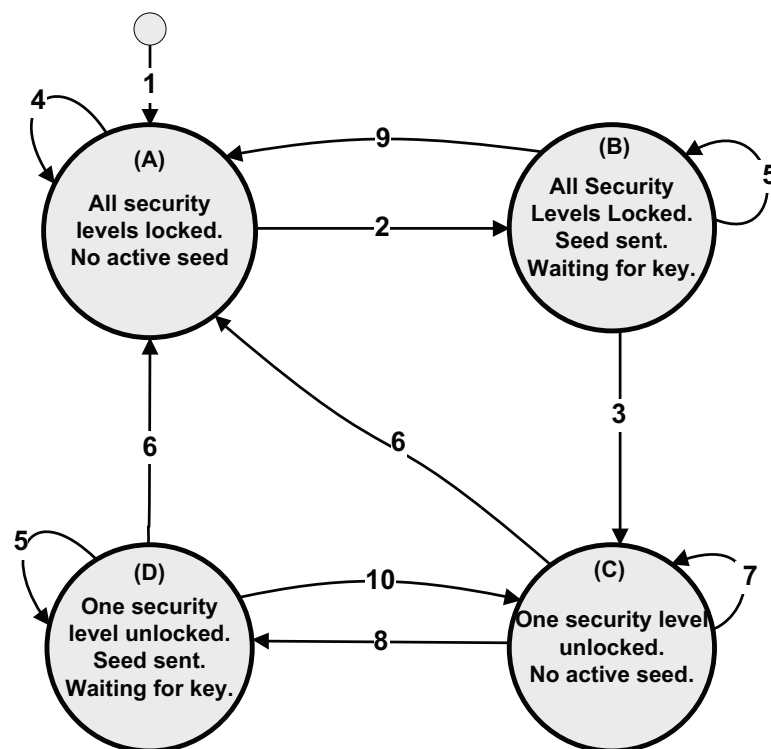 1
4
(A)
All security
levels locked.
No active seed
9
2
(B)
All Security
Levels Locked.
Seed sent.
Waiting for key.
5
3
6
6
5
(D)
One security
level unlocked.
Seed sent.
Waiting for key.
10
8
(C)
One security level
unlocked.
No active seed.
7